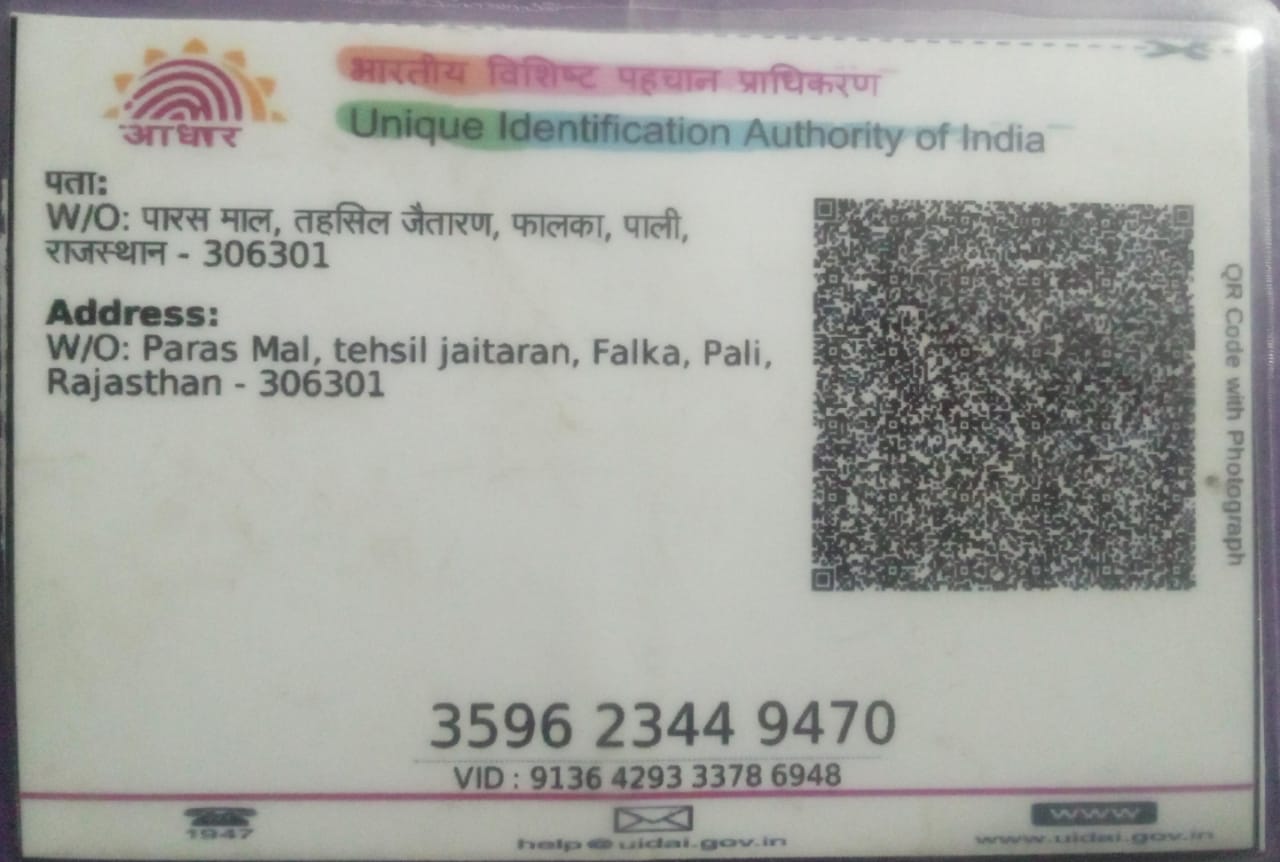 आधार
भारतीय विशिष्ट पहचान प्राधिकरण
Unique Identification Authority of India
पता:
W/O: पारस माल, तहसिल जैतारण, फालका, पाली,
राजस्थान - 306301
Address:
W/O: Paras Mal, tehsil jaitaran, Falka, Pali,
Rajasthan - 306301
QR Code with Photograph
3596 2344 9470
VID : 9136 4293 3378 6948
1947
help@uidai.gov.in
www
www.uidai.gov.in